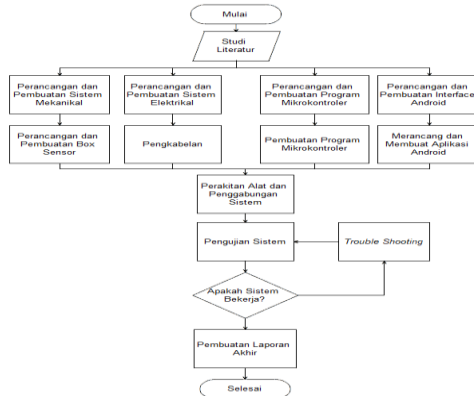 Mulai
Studi
Literatur
Perancangan dan
Pembuatan Sistem
Mekanikal
Perancangan dan
Pembuatan Sistem
Elektrikal
Perancangan dan
Pembuatan Program
Mikrokontroler
Perancangan dan
Pembuatan Interface
Android
Perancangan dan
Pembuatan Box
Sensor
Pengkabelan
Pembuatan Program
Mikrokontroler
Merancang dan
Membuat Aplikasi
Android
Perakitan Alat dan
Penggabungan
Sistem
Pengujian Sistem
Trouble Shooting
Apakah Sistem
Bekerja?
Pembuatan Laporan
Akhir
Selesai